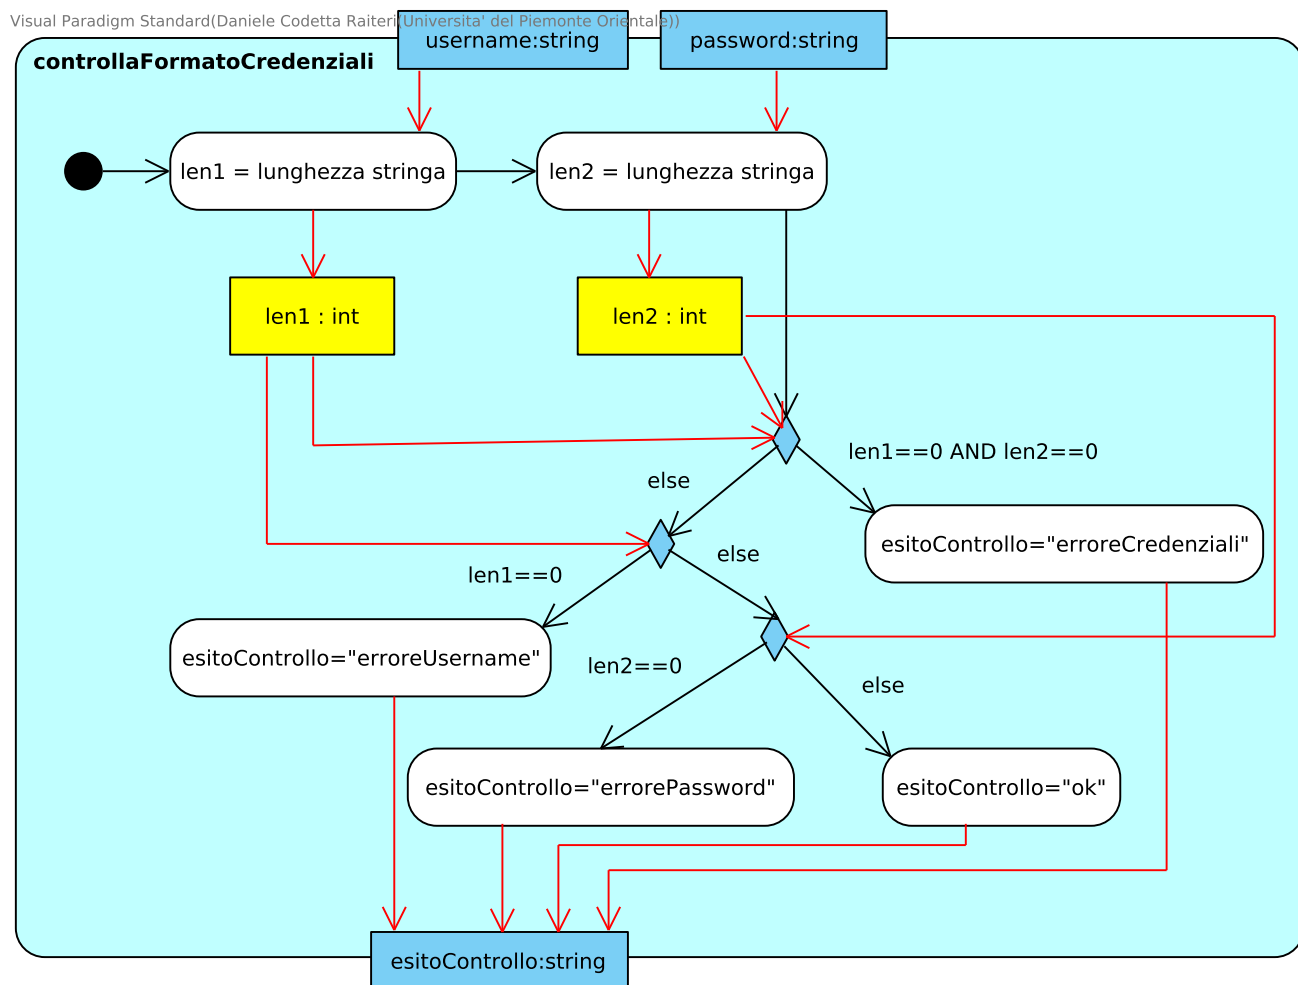 Visual Paradigm Standard(Daniele Codetta Raiteri(Universita' del Piemonte Orientale))
username:string
password:string
controllaFormatoCredenziali
len1 = lunghezza stringa
len2 = lunghezza stringa
len1 : int
len2 : int
len1==0 AND len2==0
else
esitoControllo="erroreCredenziali"
else
len1==0
esitoControllo="erroreUsername"
len2==0
else
esitoControllo="errorePassword"
esitoControllo="ok"
esitoControllo:string